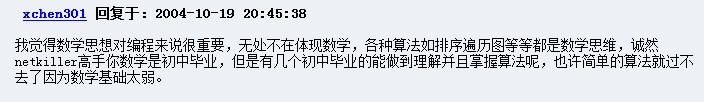 xchen301 回复于：2004-10-19 20:45:38
我觉得数学思想对编程来说很重要，无处不在体现数学，各种算法如排序遍历图等等都是数学思维，诚然
netkiller高手你数学是初中毕业，但是有几个初中毕业的能做到理解并且掌握算法呢，也许简单的算法就过不
去了因为数学基础太弱。